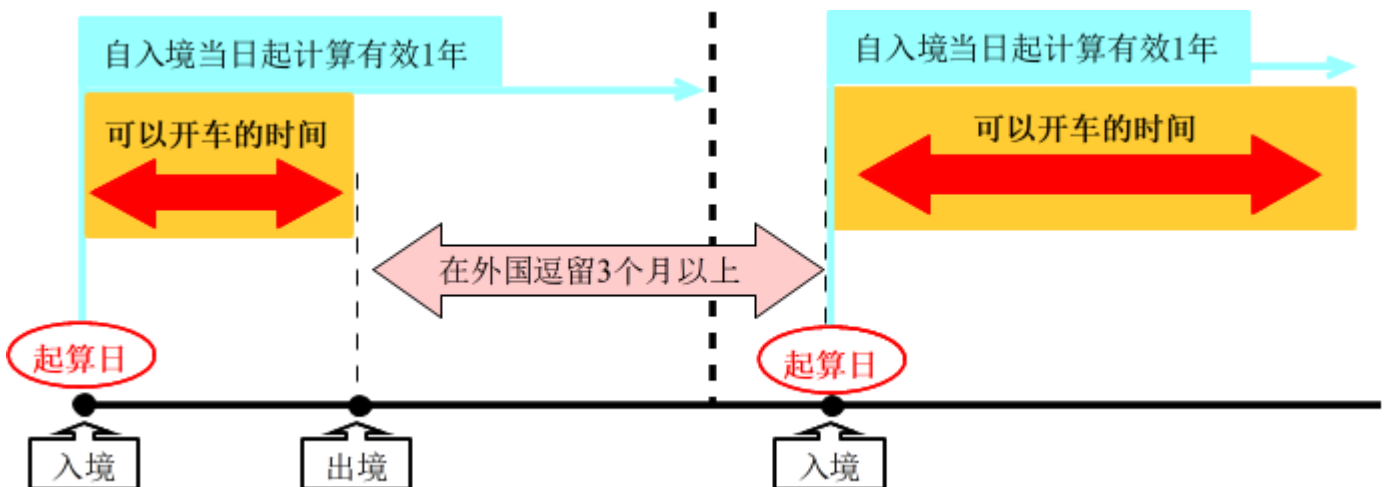 自入境当日起计算有效1年
自入境当日起计算有效1年
可以开车的时间
可以开车的时间
在外国逗留3个月以上
起算日
起算日
入境
出境
入境